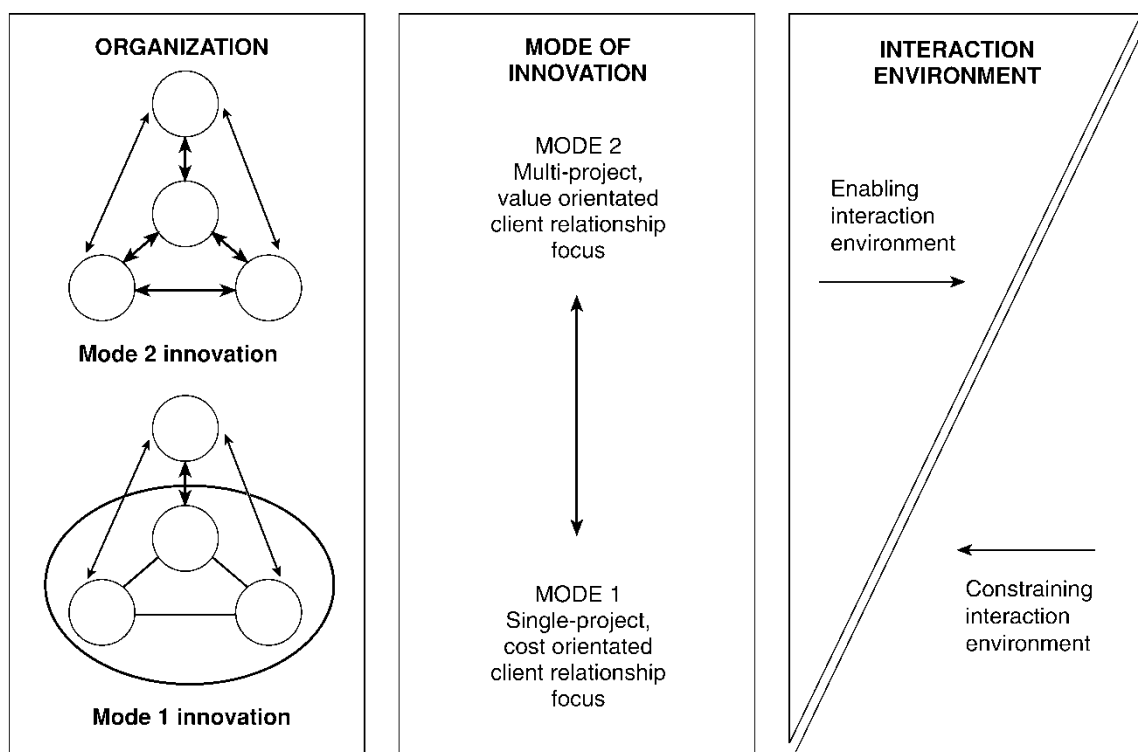 ORGANIZATION
Mode 2 innovation
Mode 1 innovation
MODE OF
INNOVATION
MODE 2
Multi-project,
value orientated
client relationship
focus
MODE 1
Single-project,
cost orientated
client relationship
focus
INTERACTION
ENVIRONMENT
Enabling
interaction
environment
Constraining
interaction
environment